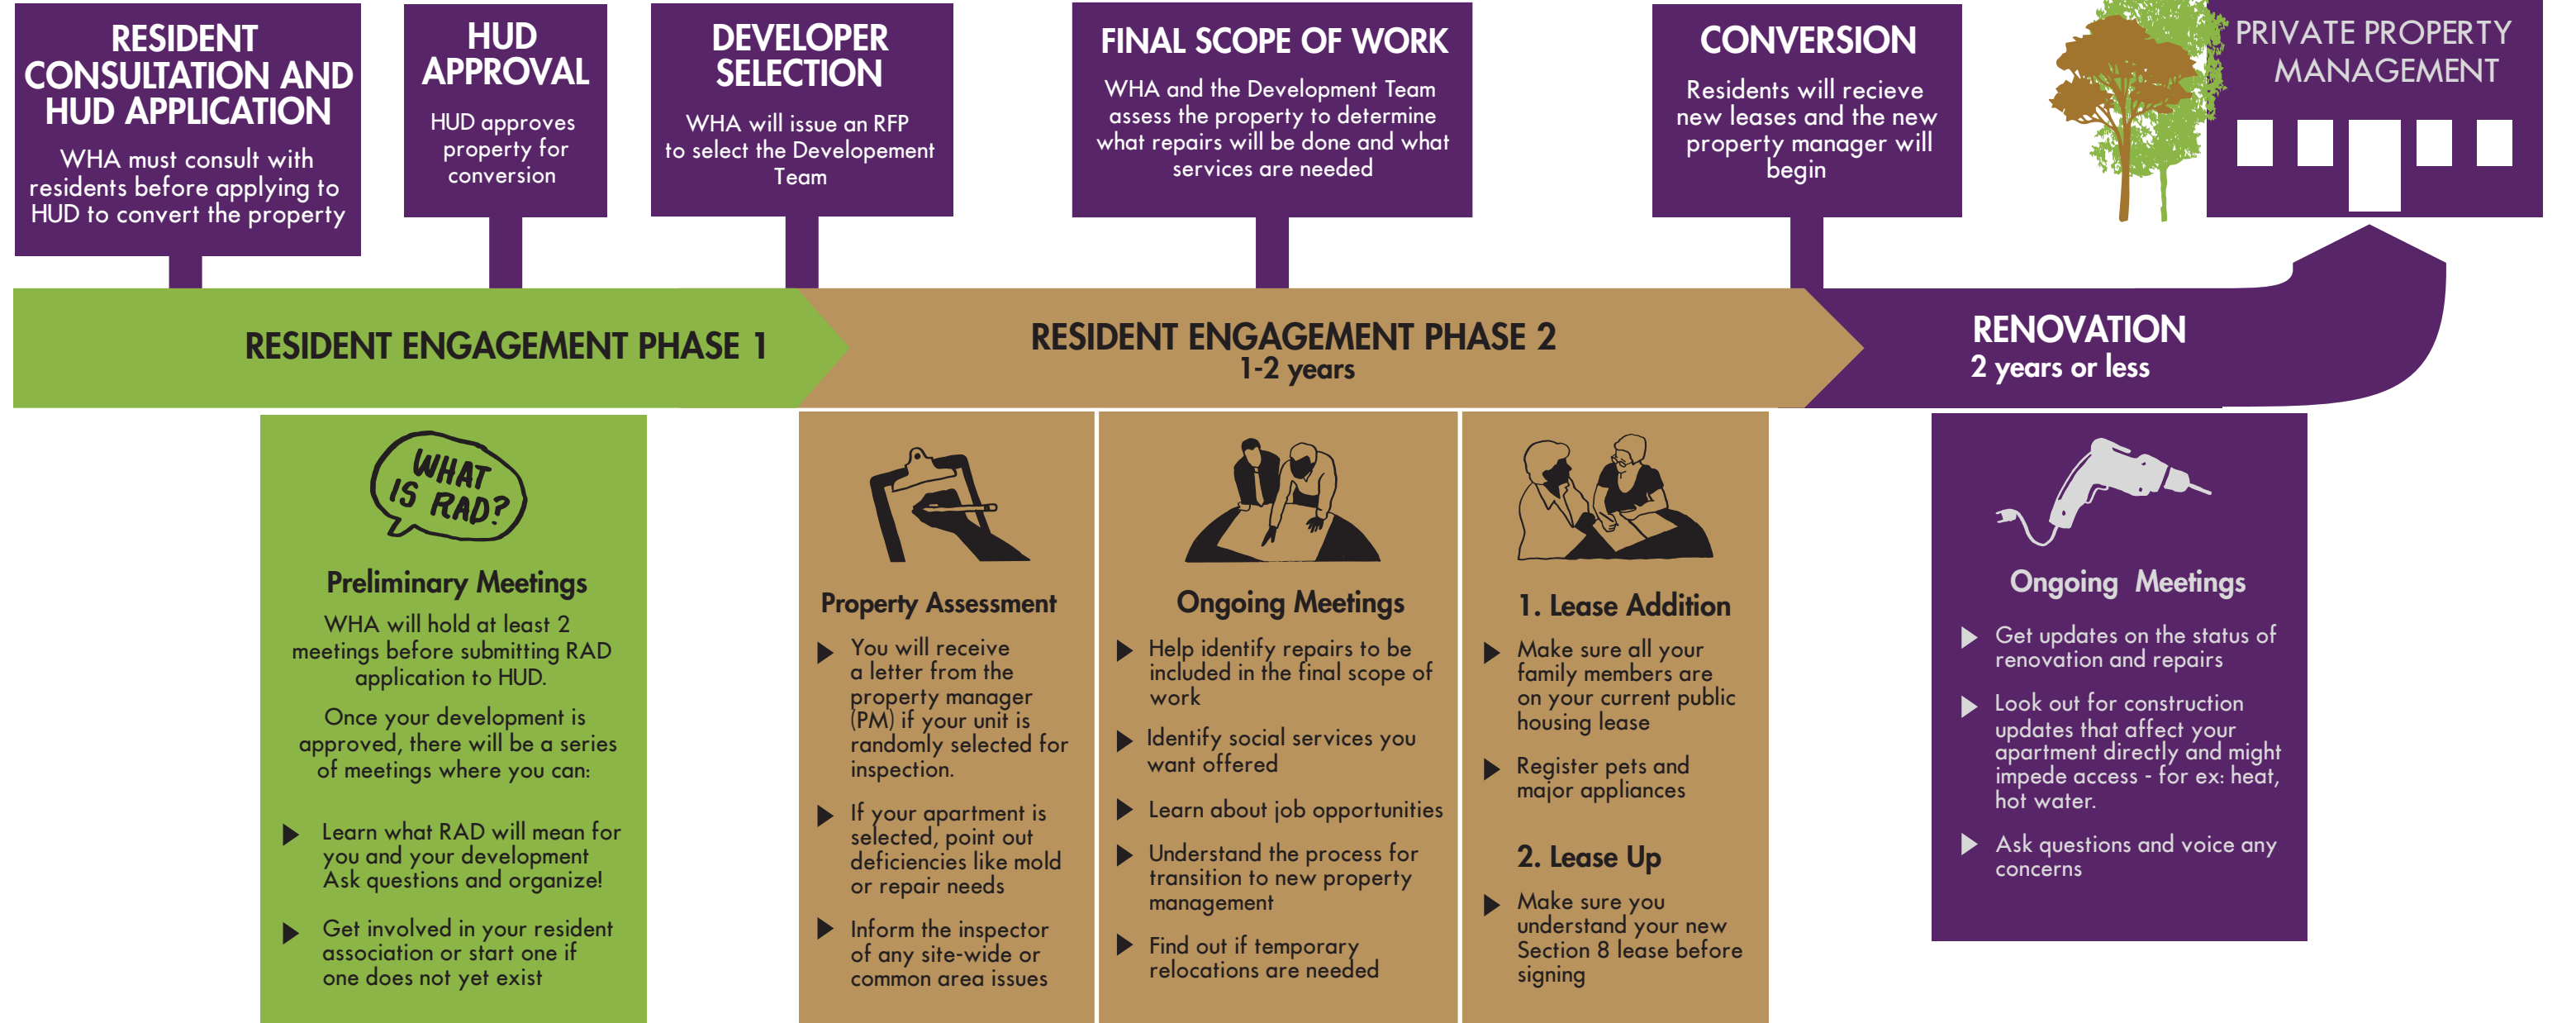 RESIDENT
CONSULTATION AND
HUD APPLICATION
WHA must consult with
residents before applying to
HUD to convert the property
HUD
APPROVAL
HUD approves
property for
conversion
DEVELOPER
SELECTION
WHA will issue an RFP
to select the Developement
Team
FINAL SCOPE OF WORK
WHA and the Development Team
assess the property to determine
what repairs will be done and what
services are needed
CONVERSION
Residents will recieve
new leases and the new
property manager will
begin
PRIVATE PROPERTY
MANAGEMENT
RESIDENT ENGAGEMENT PHASE 1
RESIDENT ENGAGEMENT PHASE 2
1-2 years
RENOVATION
2 years or less
WHAT
IS RAD?
Preliminary Meetings
WHA will hold at least 2
meetings before submitting RAD
application to HUD.
Once your development is
approved, there will be a series
of meetings where you can:
Learn what RAD will mean for
you and your development
Ask questions and organize!
Get involved in your resident
association or start one if
one does not yet exist
Property Assessment
You will receive
a letter from the
property manager
(PM) if your unit is
randomly selected for
inspection.
If your apartment is
selected, point out
deficiencies like mold
or repair needs
Inform the inspector
of any site-wide or
common area issues
Ongoing Meetings
Help identify repairs to be
included in the final scope of
work
Identify social services you
want offered
Learn about job opportunities
Understand the process for
transition to new property
management
Find out if temporary
relocations are needed
1. Lease Addition
Make sure all your
family members are
on your current public
housing lease
Register pets and
major appliances
2. Lease Up
Make sure you
understand your new
Section 8 lease before
signing
Ongoing Meetings
Get updates on the status of
renovation and repairs
Look out for construction
updates that affect your
apartment directly and might
impede access - for ex: heat,
hot water.
Ask questions and voice any
concerns